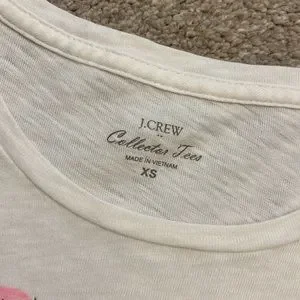 J.CREW
Collector Tees
MADE IN VIETNAM
XS